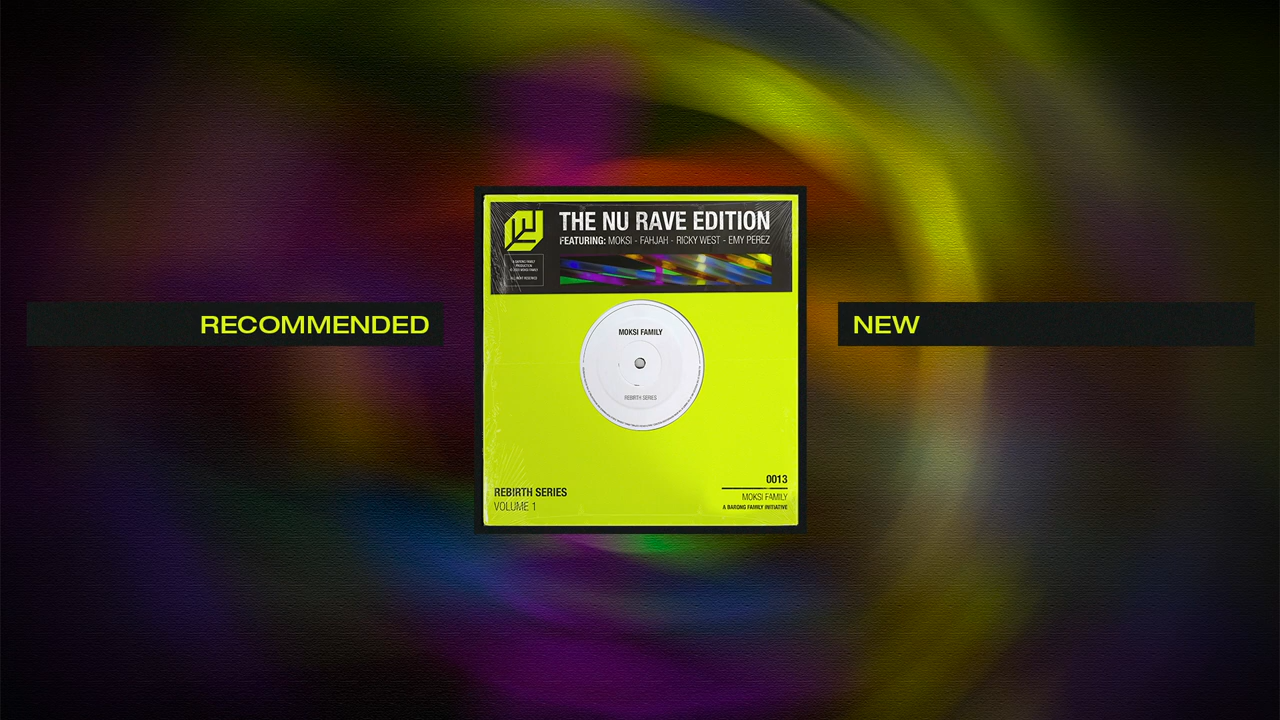 THE NU RAVE EDITION
FEATURING: MOKSI - FAHJAH - RICKY WEST - EMY PEREZ
RECOMMENDED
NEW
MOKSI FAMILY
REBIRTH SERIES
REBIRTH SERIES
VOLUME 1
0013
MOKSI FAMILY
A BARONG FAMILY INITIATIVE